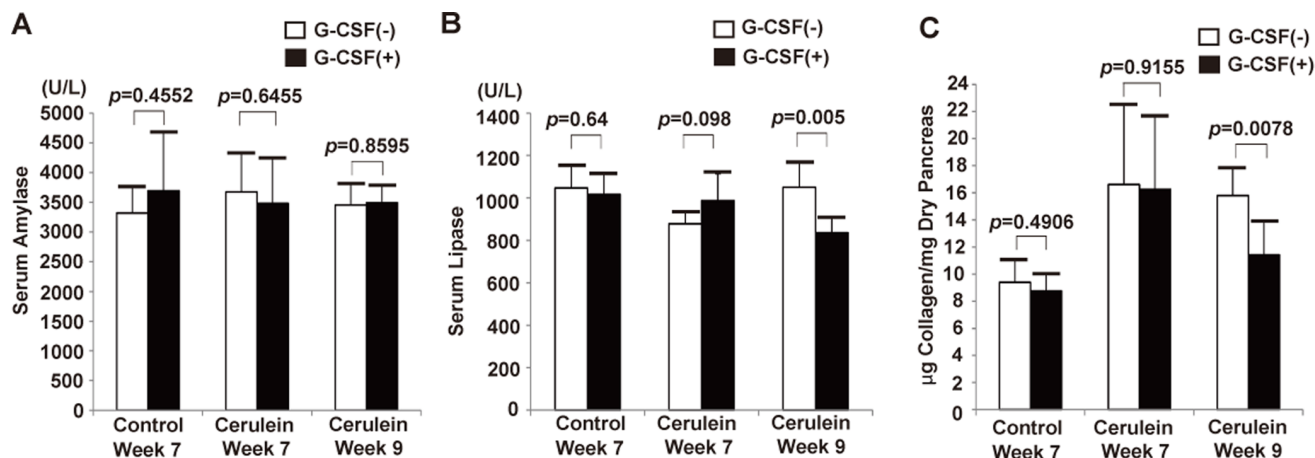 A
G-CSF(-)
G-CSF(+)
(U/L)
Serum Amylase
p=0.4552
p=0.6455
p=0.8595
5000
4500
4000
3500
3000
2500
2000
1500
1000
500
0
Control
Week 7
Cerulein
Week 7
Cerulein
Week 9
B
G-CSF(-)
G-CSF(+)
(U/L)
Serum Lipase
p=0.64
p=0.098
p=0.005
1400
1200
1000
800
600
400
200
0
Control
Week 7
Cerulein
Week 7
Cerulein
Week 9
C
G-CSF(-)
G-CSF(+)
µg Collagen/mg Dry Pancreas
p=0.4906
p=0.9155
p=0.0078
24
22
20
18
16
14
12
10
8
6
4
2
0
Control
Week 7
Cerulein
Week 7
Cerulein
Week 9